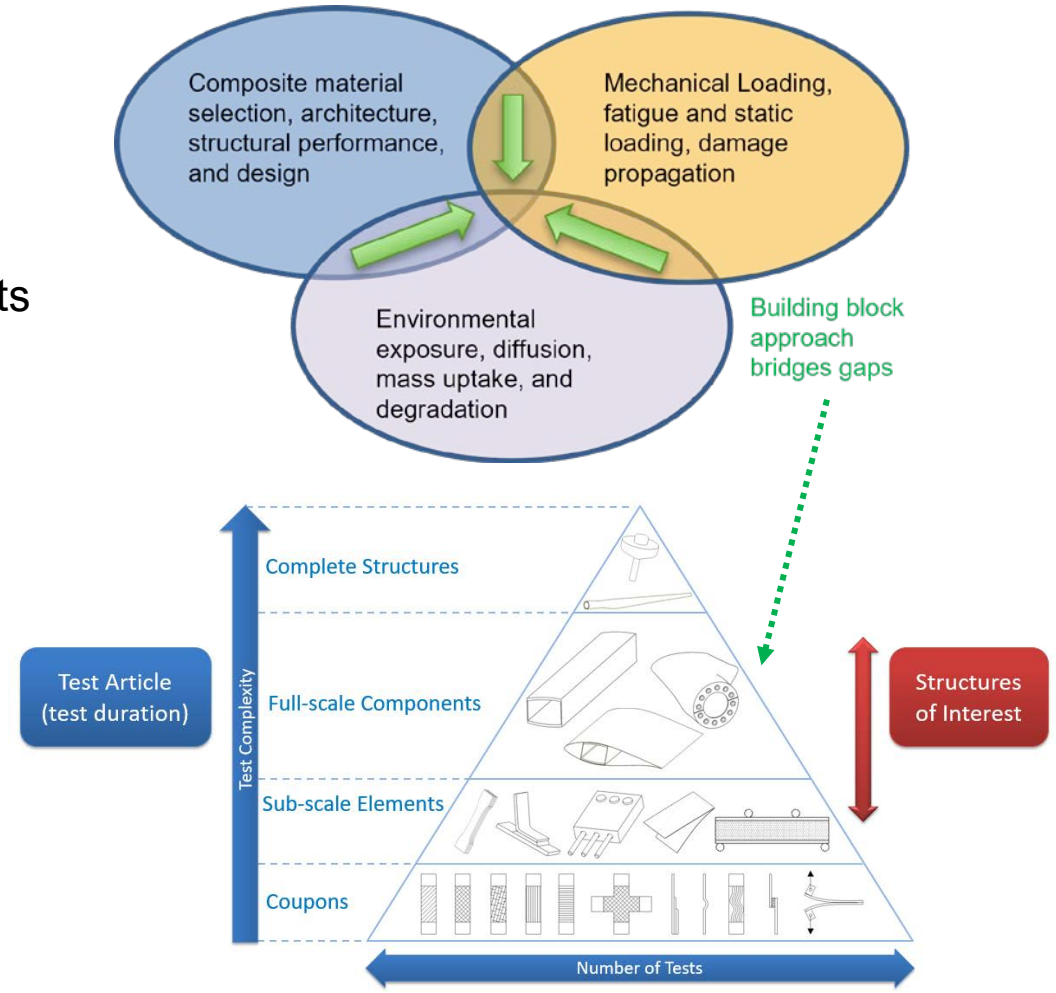 Composite material
selection, architecture,
structural performance,
and design
Mechanical Loading,
fatigue and static
loading, damage
propagation
ts
Environmental
exposure, diffusion,
mass uptake, and
degradation
Building block
approach
bridges gaps
Complete Structures
Test Article
(test duration)
Test Complexity
Full-scale Components
Structures
of Interest
Sub-scale Elements
Coupons
Number of Tests